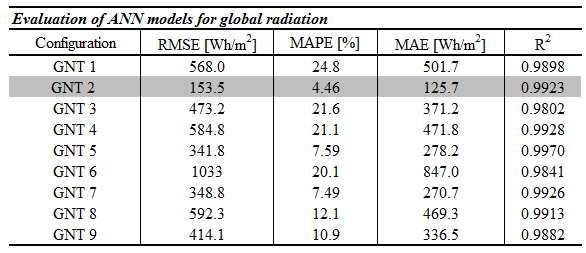 Evaluation of ANN models for global radiation
Configuration RMSE [Wh/m²] MAPE [%] MAE [Wh/m²] R²
GNT 1 568.0 24.8 501.7 0.9898
GNT 2 153.5 4.46 125.7 0.9923
GNT 3 473.2 21.6 371.2 0.9802
GNT 4 584.8 21.1 471.8 0.9928
GNT 5 341.8 7.59 278.2 0.9970
GNT 6 1033 20.1 847.0 0.9841
GNT 7 348.8 7.49 270.7 0.9926
GNT 8 592.3 12.1 469.3 0.9913
GNT 9 414.1 10.9 336.5 0.9882